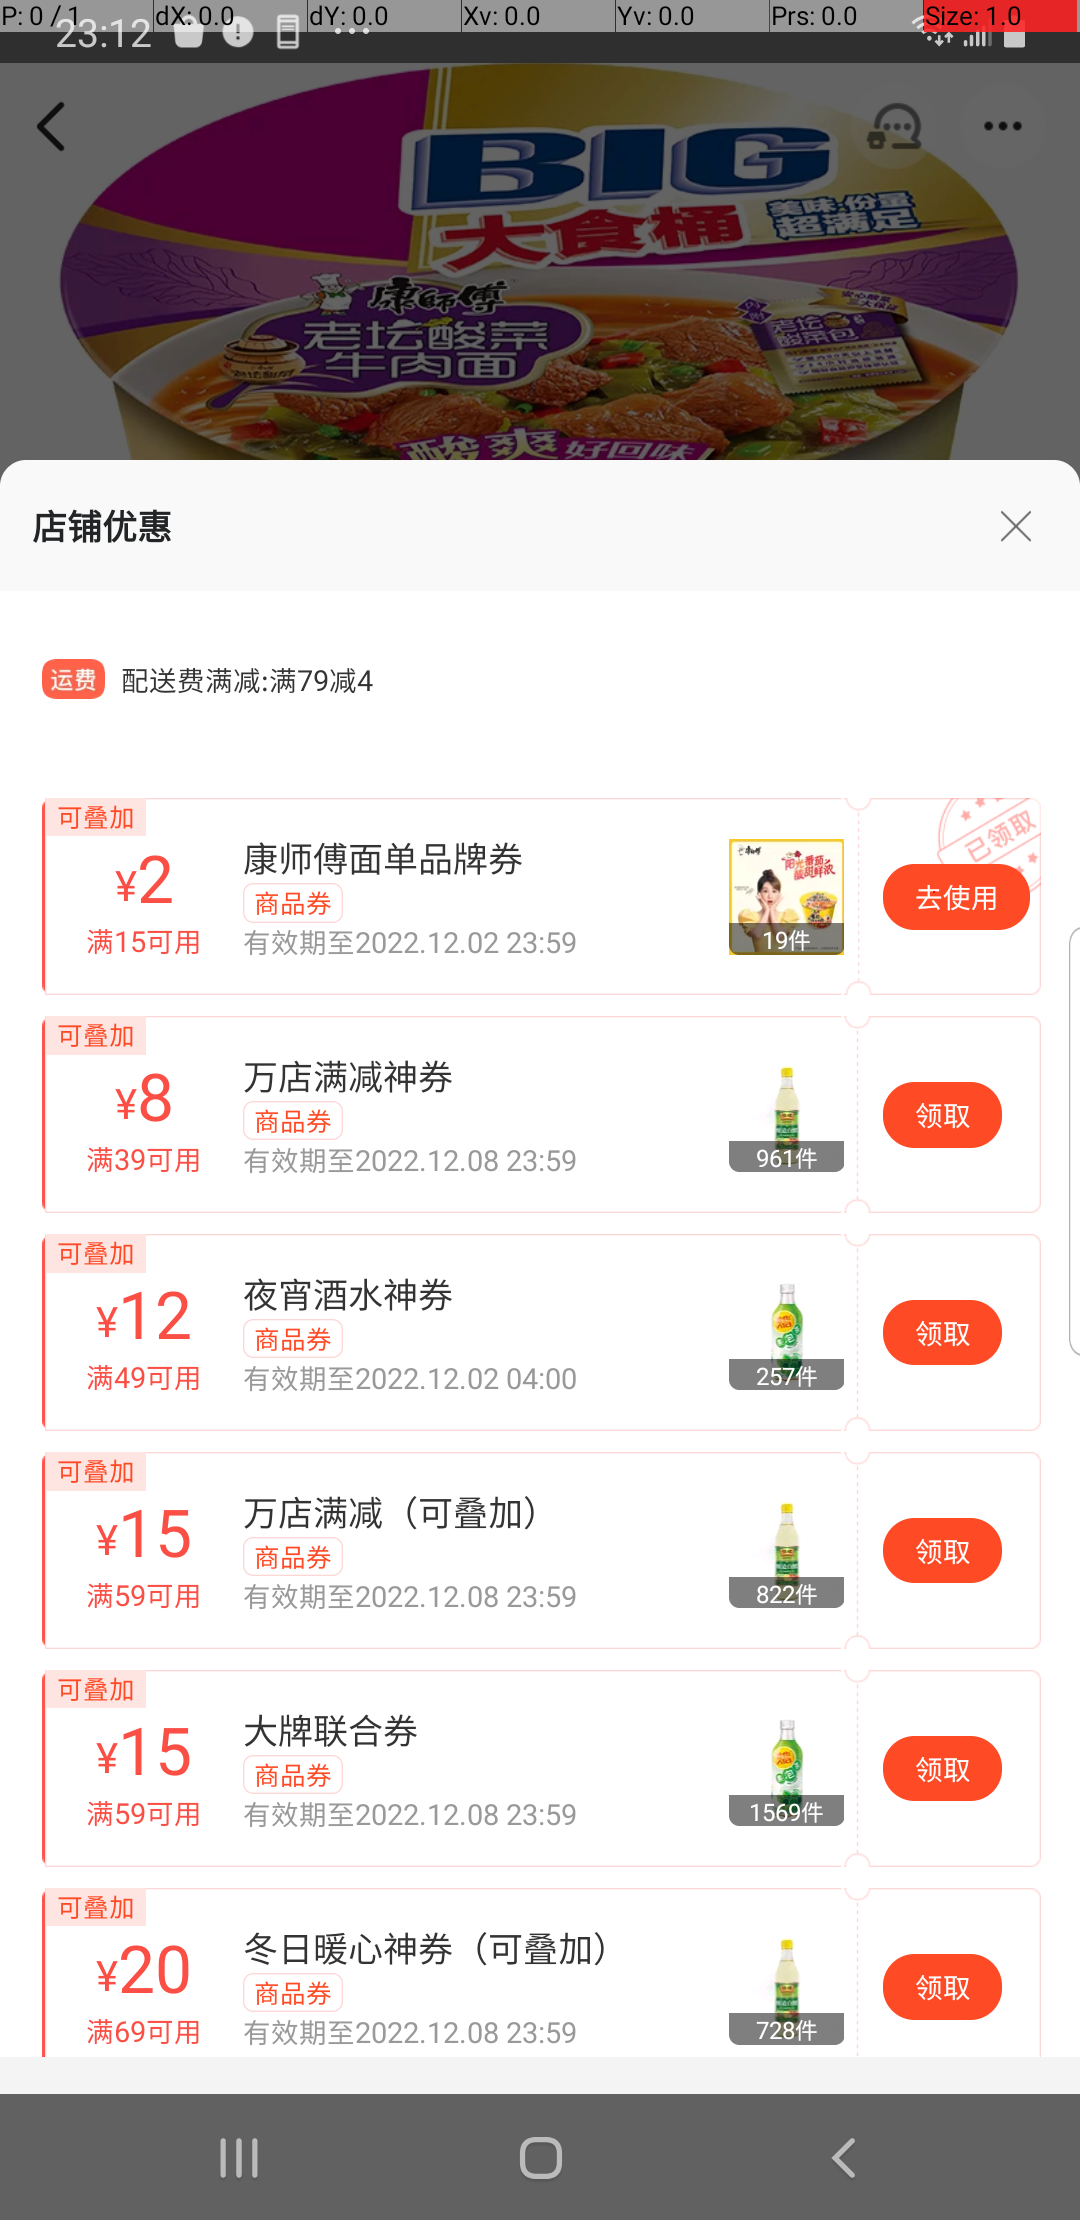 P: 0 / 1
dX: 0.0
dY: 0.0
Xv: 0.0
Yv: 0.0
Prs: 0.0
Size: 1.0
23:12
BIG
大食桶
美味·份量
超满足
康师傅
老坛酸菜
牛肉面
老坛
酸菜包
酸爽好回味
店铺优惠
运费
配送费满减:满79减4
可叠加
¥2
满15可用
康师傅面单品牌券
商品券
有效期至2022.12.02 23:59
阳光番茄
酸甜鲜浓
19件
已领取
去使用
可叠加
¥8
满39可用
万店满减神券
商品券
有效期至2022.12.08 23:59
961件
领取
可叠加
¥12
满49可用
夜宵酒水神券
商品券
有效期至2022.12.02 04:00
257件
领取
可叠加
¥15
满59可用
万店满减（可叠加）
商品券
有效期至2022.12.08 23:59
822件
领取
可叠加
¥15
满59可用
大牌联合券
商品券
有效期至2022.12.08 23:59
1569件
领取
可叠加
¥20
满69可用
冬日暖心神券（可叠加）
商品券
有效期至2022.12.08 23:59
728件
领取